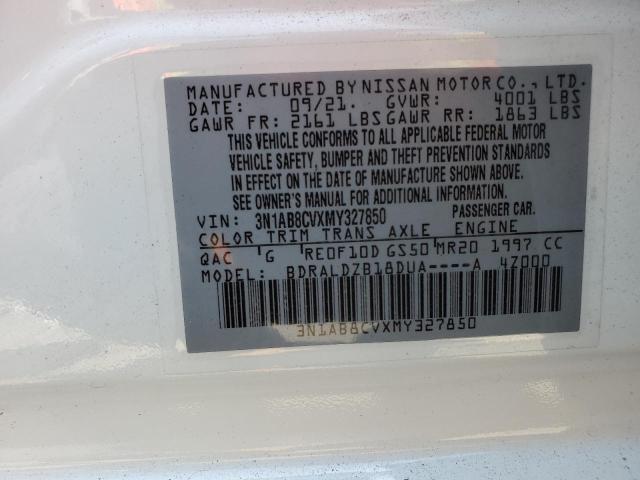 MANUFACTURED BY NISSAN MOTOR CO., LTD.
DATE: 09/21. GVWR: 4001 LBS
GAWR FR: 2161 LBS GAWR RR: 1863 LBS
THIS VEHICLE CONFORMS TO ALL APPLICABLE FEDERAL MOTOR
VEHICLE SAFETY, BUMPER AND THEFT PREVENTION STANDARDS
IN EFFECT ON THE DATE OF MANUFACTURE SHOWN ABOVE.
SEE OWNER'S MANUAL FOR ADDITIONAL INFORMATION.
VIN: 3N1AB8CVXMY327850 PASSENGER CAR.
COLOR TRIM TRANS AXLE ENGINE
QAC G RE0F10D GS50 MR20 1997 CC
MODEL: BDRALDZB18DUA----A 4Z000
3N1AB8CVXMY327850